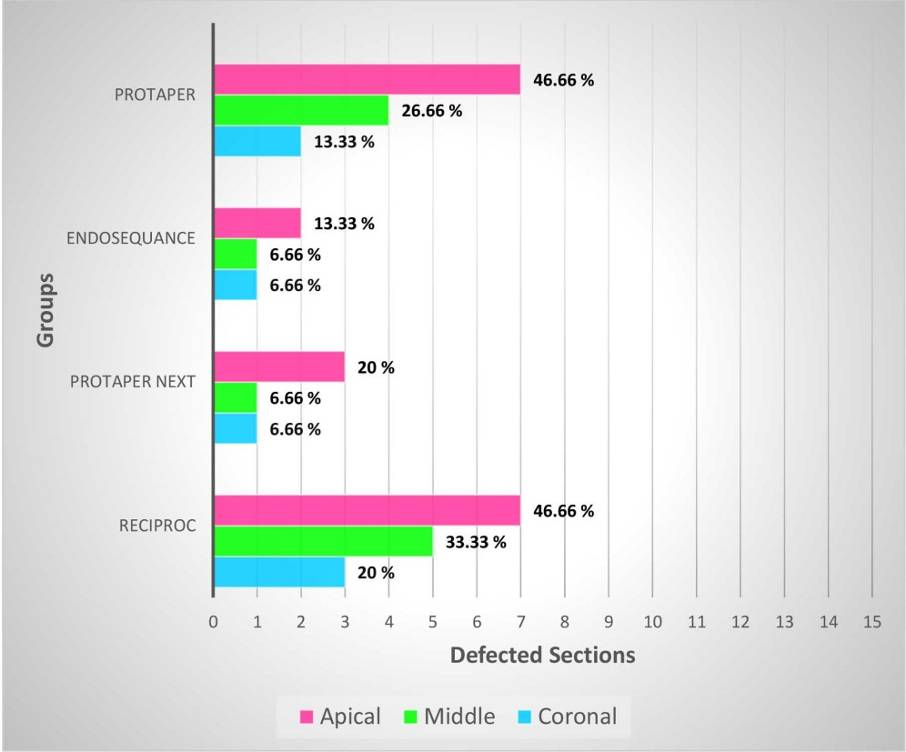 PROTAPER
46.66 %
26.66 %
13.33 %
ENDOSEQUANCE
13.33 %
6.66 %
6.66 %
Groups
PROTAPER NEXT
20 %
6.66 %
6.66 %
RECIPROC
46.66 %
33.33 %
20 %
0 1 2 3 4 5 6 7 8 9 10 11 12 13 14 15
Defected Sections
Apical Middle Coronal